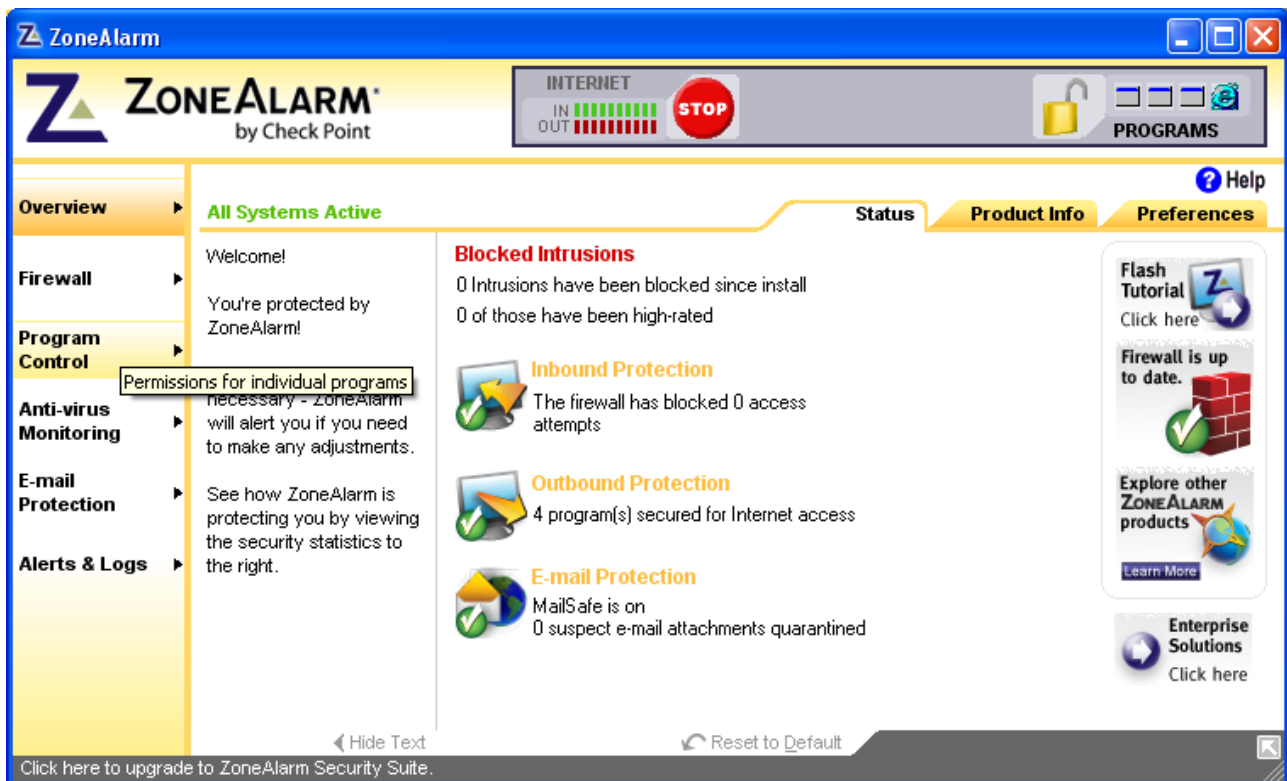 ZoneAlarm
ZONEALARM®
by Check Point
INTERNET
IN
OUT
STOP
PROGRAMS
Help
Overview
Firewall
Program
Control
Permissions for individual programs
Anti-virus
Monitoring
E-mail
Protection
Alerts & Logs
All Systems Active
Status
Product Info
Preferences
Welcome!
You're protected by
ZoneAlarm!
necessary - ZoneAlarm
will alert you if you need
to make any adjustments.
See how ZoneAlarm is
protecting you by viewing
the security statistics to
the right.
Blocked Intrusions
0 Intrusions have been blocked since install
0 of those have been high-rated
Inbound Protection
The firewall has blocked 0 access
attempts
Outbound Protection
4 program(s) secured for Internet access
E-mail Protection
MailSafe is on
0 suspect e-mail attachments quarantined
Flash
Tutorial
Click here
Firewall is up
to date.
Explore other
ZONEALARM
products
Learn More
Enterprise
Solutions
Click here
Hide Text
Reset to Default
Click here to upgrade to ZoneAlarm Security Suite.